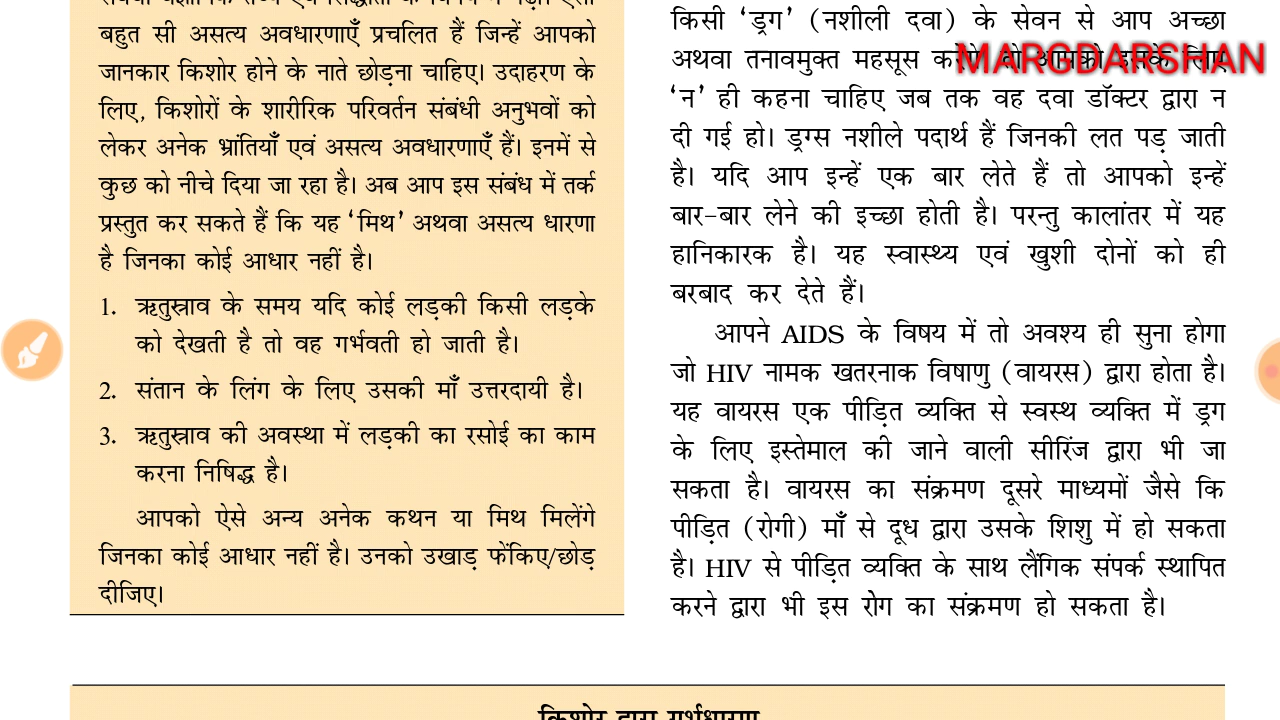 बहुत सी असत्य अवधारणाएँ प्रचलित हैं जिन्हें आपको
जानकार किशोर होने के नाते छोड़ना चाहिए। उदाहरण के
लिए, किशोरों के शारीरिक परिवर्तन संबंधी अनुभवों को
लेकर अनेक भ्रांतियाँ एवं असत्य अवधारणाएँ हैं। इनमें से
कुछ को नीचे दिया जा रहा है। अब आप इस संबंध में तर्क
प्रस्तुत कर सकते हैं कि यह ‘मिथ’ अथवा असत्य धारणा
है जिनका कोई आधार नहीं है।
1. ऋतुस्राव के समय यदि कोई लड़की किसी लड़के
को देखती है तो वह गर्भवती हो जाती है।
2. संतान के लिंग के लिए उसकी माँ उत्तरदायी है।
3. ऋतुस्राव की अवस्था में लड़की का रसोई का काम
करना निषिद्ध है।
आपको ऐसे अन्य अनेक कथन या मिथ मिलेंगे
जिनका कोई आधार नहीं है। उनको उखाड़ फेंकिए/छोड़
दीजिए।
किसी ‘ड्रग’ (नशीली दवा) के सेवन से आप अच्छा
अथवा तनावमुक्त महसूस करेंगे तो आपको इसके लिए
MARGDARSHAN
‘न’ ही कहना चाहिए जब तक वह दवा डॉक्टर द्वारा न
दी गई हो। ड्रग्स नशीले पदार्थ हैं जिनकी लत पड़ जाती
है। यदि आप इन्हें एक बार लेते हैं तो आपको इन्हें
बार-बार लेने की इच्छा होती है। परन्तु कालांतर में यह
हानिकारक है। यह स्वास्थ्य एवं खुशी दोनों को ही
बरबाद कर देते हैं।
आपने AIDS के विषय में तो अवश्य ही सुना होगा
जो HIV नामक खतरनाक विषाणु (वायरस) द्वारा होता है।
यह वायरस एक पीड़ित व्यक्ति से स्वस्थ व्यक्ति में ड्रग
के लिए इस्तेमाल की जाने वाली सीरिंज द्वारा भी जा
सकता है। वायरस का संक्रमण दूसरे माध्यमों जैसे कि
पीड़ित (रोगी) माँ से दूध द्वारा उसके शिशु में हो सकता
है। HIV से पीड़ित व्यक्ति के साथ लैंगिक संपर्क स्थापित
करने द्वारा भी इस रोग का संक्रमण हो सकता है।
किशोर द्वारा गर्भधारण